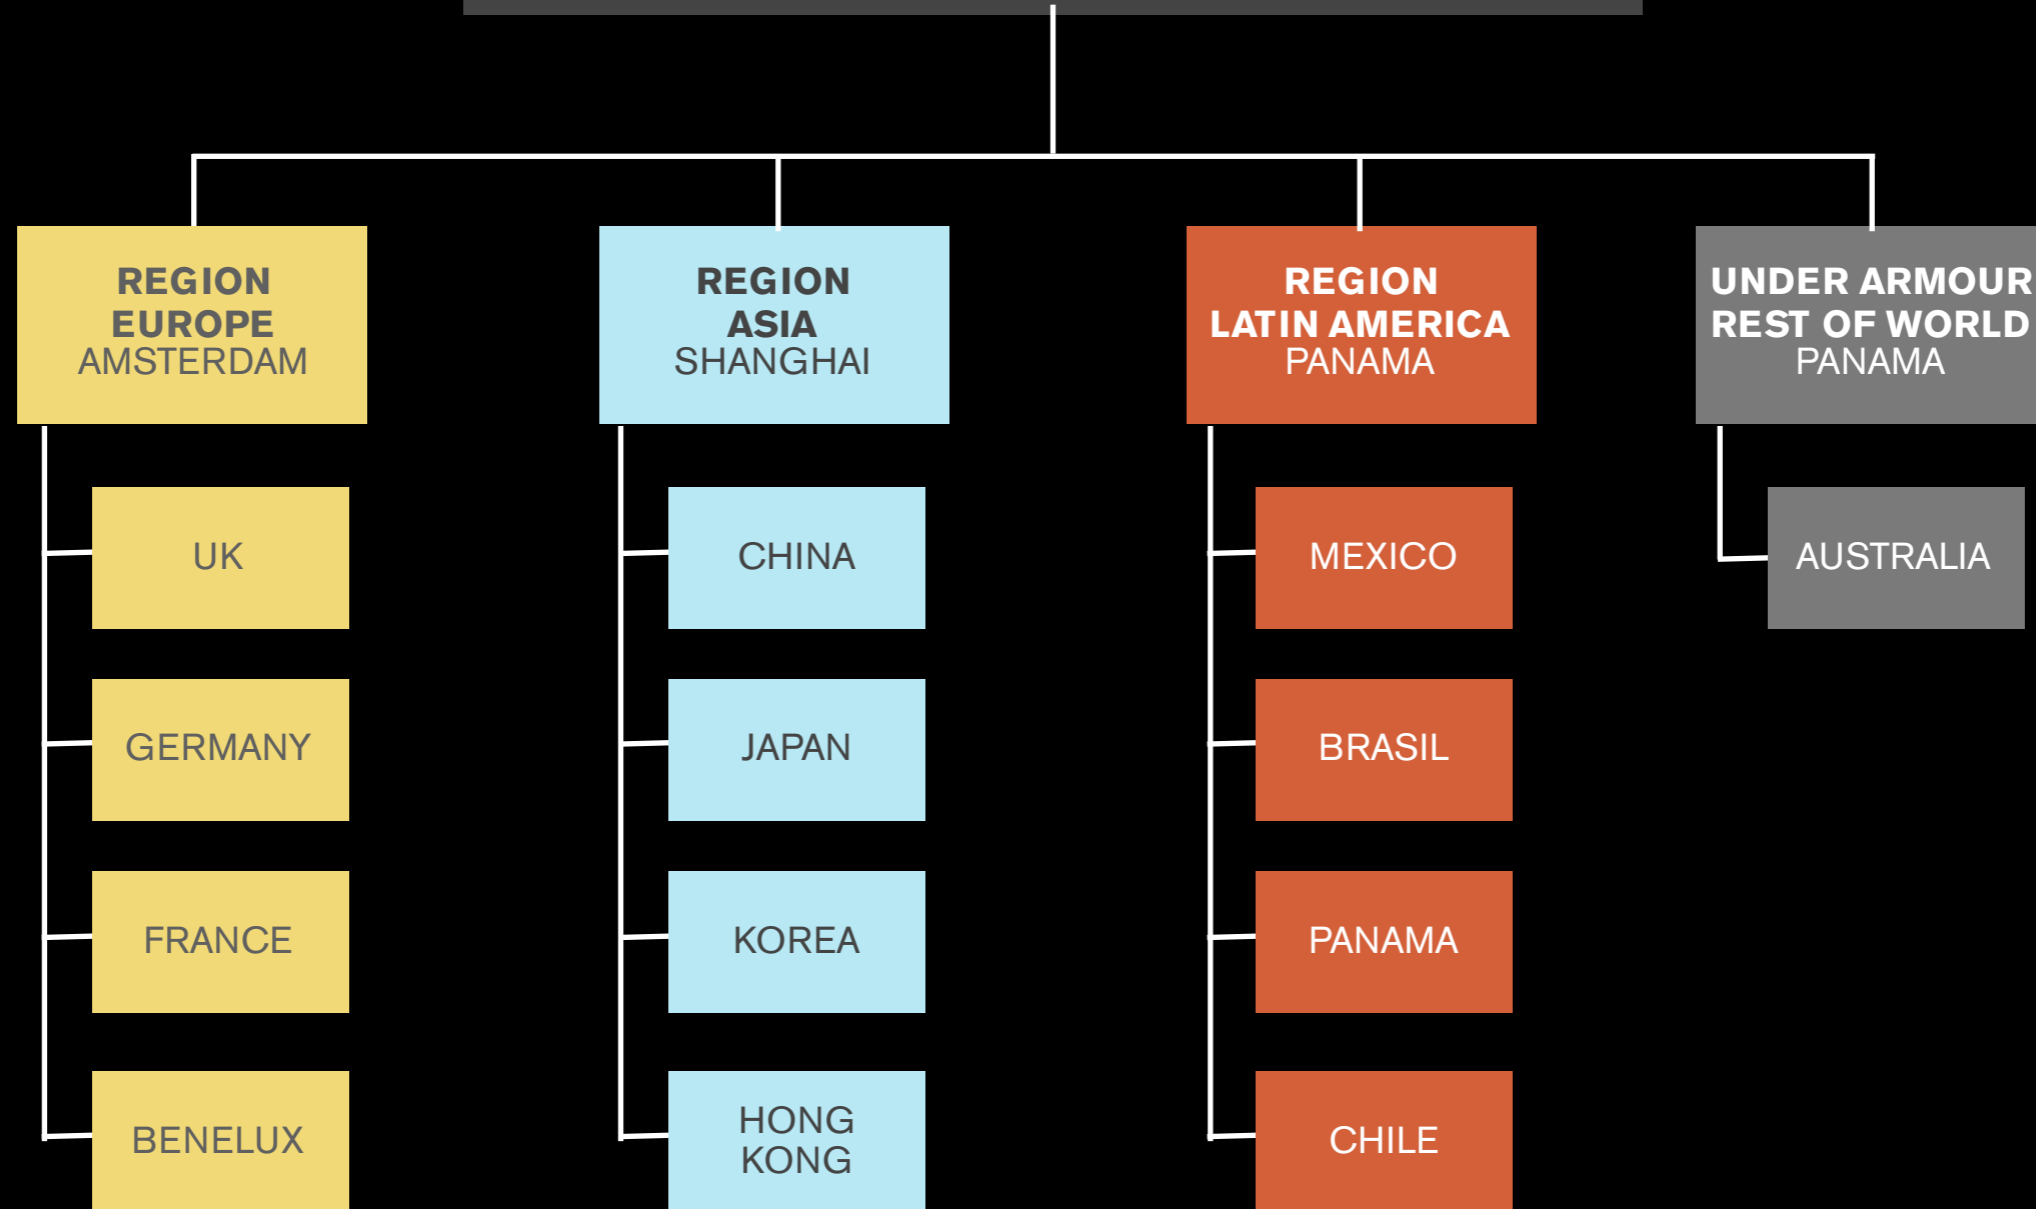 REGION
EUROPE
AMSTERDAM
REGION
ASIA
SHANGHAI
REGION
LATIN AMERICA
PANAMA
UNDER ARMOUR
REST OF WORLD
PANAMA
UK
CHINA
MEXICO
AUSTRALIA
GERMANY
JAPAN
BRASIL
FRANCE
KOREA
PANAMA
BENELUX
HONG
KONG
CHILE